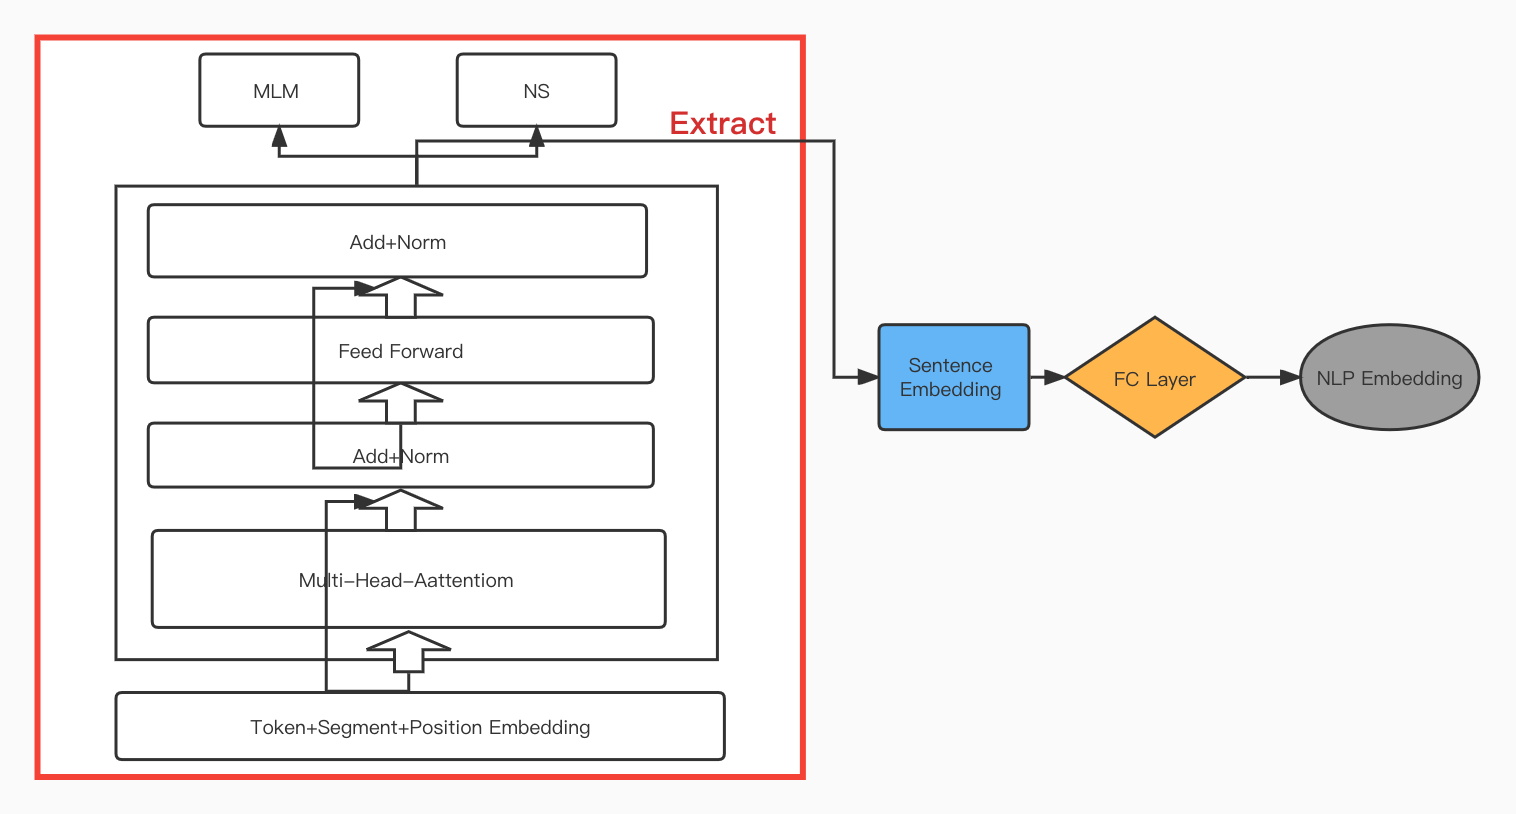 MLM
NS
Extract
Add+Norm
Feed Forward
Add+Norm
Multi-Head-Aattentiom
Token+Segment+Position Embedding
Sentence
Embedding
FC Layer
NLP Embedding